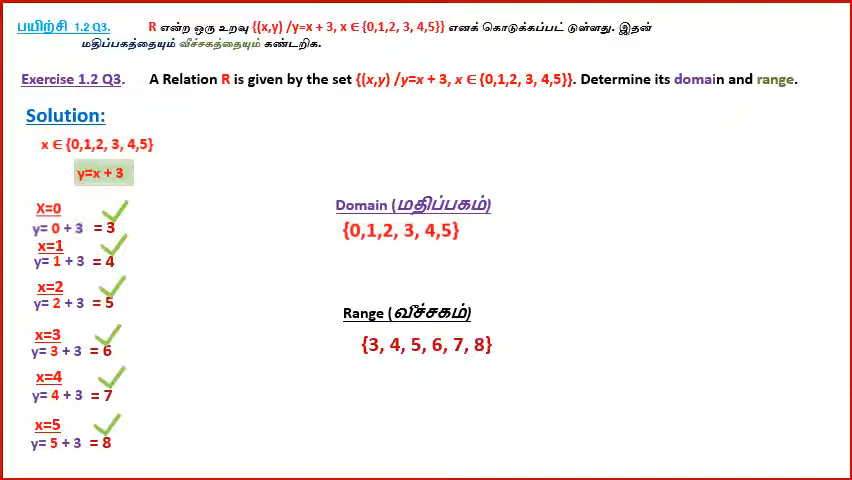 பயிற்சி 1.2 Q3. R என்ற ஒரு உறவு {(x,y) /y=x + 3, x ∈ {0,1,2, 3, 4,5}} எனக் கொடுக்கப்பட் டுள்ளது. இதன்
மதிப்பகத்தையும் வீச்சகத்தையும் கண்டறிக.
Exercise 1.2 Q3. A Relation R is given by the set {(x,y) /y=x + 3, x ∈ {0,1,2, 3, 4,5}}. Determine its domain and range.
Solution:
x ∈ {0,1,2, 3, 4,5}
y=x + 3
X=0
y= 0 + 3 = 3
x=1
y= 1 + 3 = 4
x=2
y= 2 + 3 = 5
x=3
y= 3 + 3 = 6
x=4
y= 4 + 3 = 7
x=5
y= 5 + 3 = 8
Domain (மதிப்பகம்)
{0,1,2, 3, 4,5}
Range (வீச்சகம்)
{3, 4, 5, 6, 7, 8}